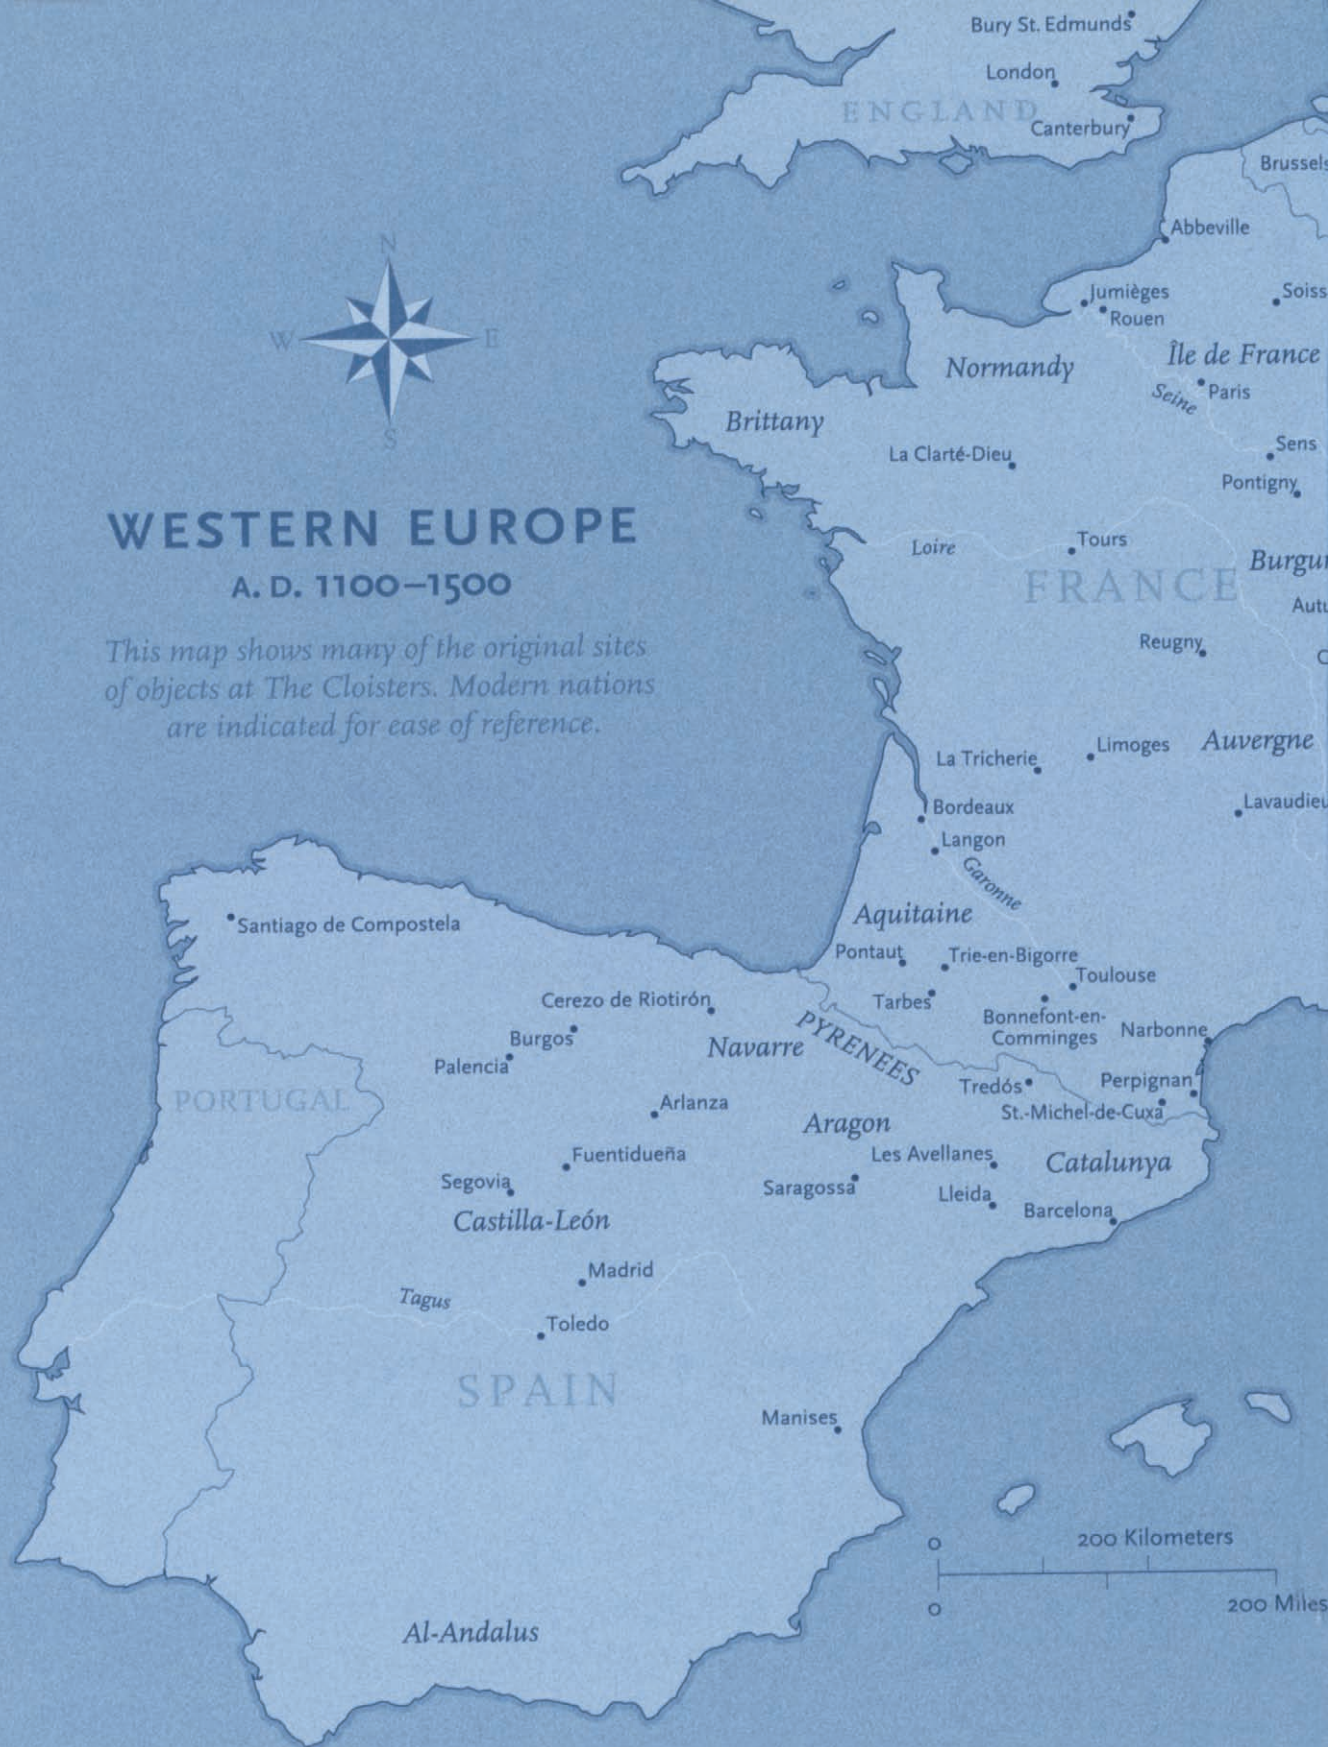 Bury St. Edmunds
London
ENGLAND
Canterbury
Brussels
Abbeville
N
W
E
S
Jumièges
Rouen
Soiss
Normandy
Île de France
Seine
Paris
Brittany
La Clarté-Dieu
Sens
Pontigny
WESTERN EUROPE
A. D. 1100–1500
This map shows many of the original sites
of objects at The Cloisters. Modern nations
are indicated for ease of reference.
Loire
Tours
FRANCE
Burgu
Autu
Reugny
La Tricherie
Limoges
Auvergne
Bordeaux
Lavaudieu
Langon
Garonne
Aquitaine
Santiago de Compostela
Pontaut
Trie-en-Bigorre
Toulouse
Tarbes
Bonnefont-en-
Comminges
Narbonne
Cerezo de Riotirón
Burgos
Palencia
Navarre
PYRENEES
Tredós
Perpignan
St.-Michel-de-Cuxa
PORTUGAL
Arlanza
Aragon
Fuentidueña
Les Avellanes
Catalunya
Segovia
Saragossa
Lleida
Barcelona
Castilla-León
Madrid
Tagus
Toledo
SPAIN
Manises
0
200 Kilometers
0
200 Miles
Al-Andalus